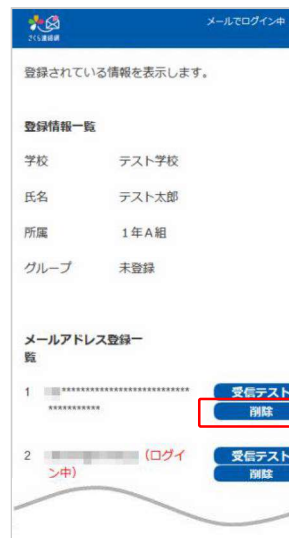 さくら連絡網
メールでログイン中
登録されている情報を表示します。
登録情報一覧
学校 テスト学校
氏名 テスト太郎
所属 1年A組
グループ 未登録
メールアドレス登録一
覧
1 ***************************
***********
受信テスト
削除
2 (ログイ
ン中)
受信テスト
削除